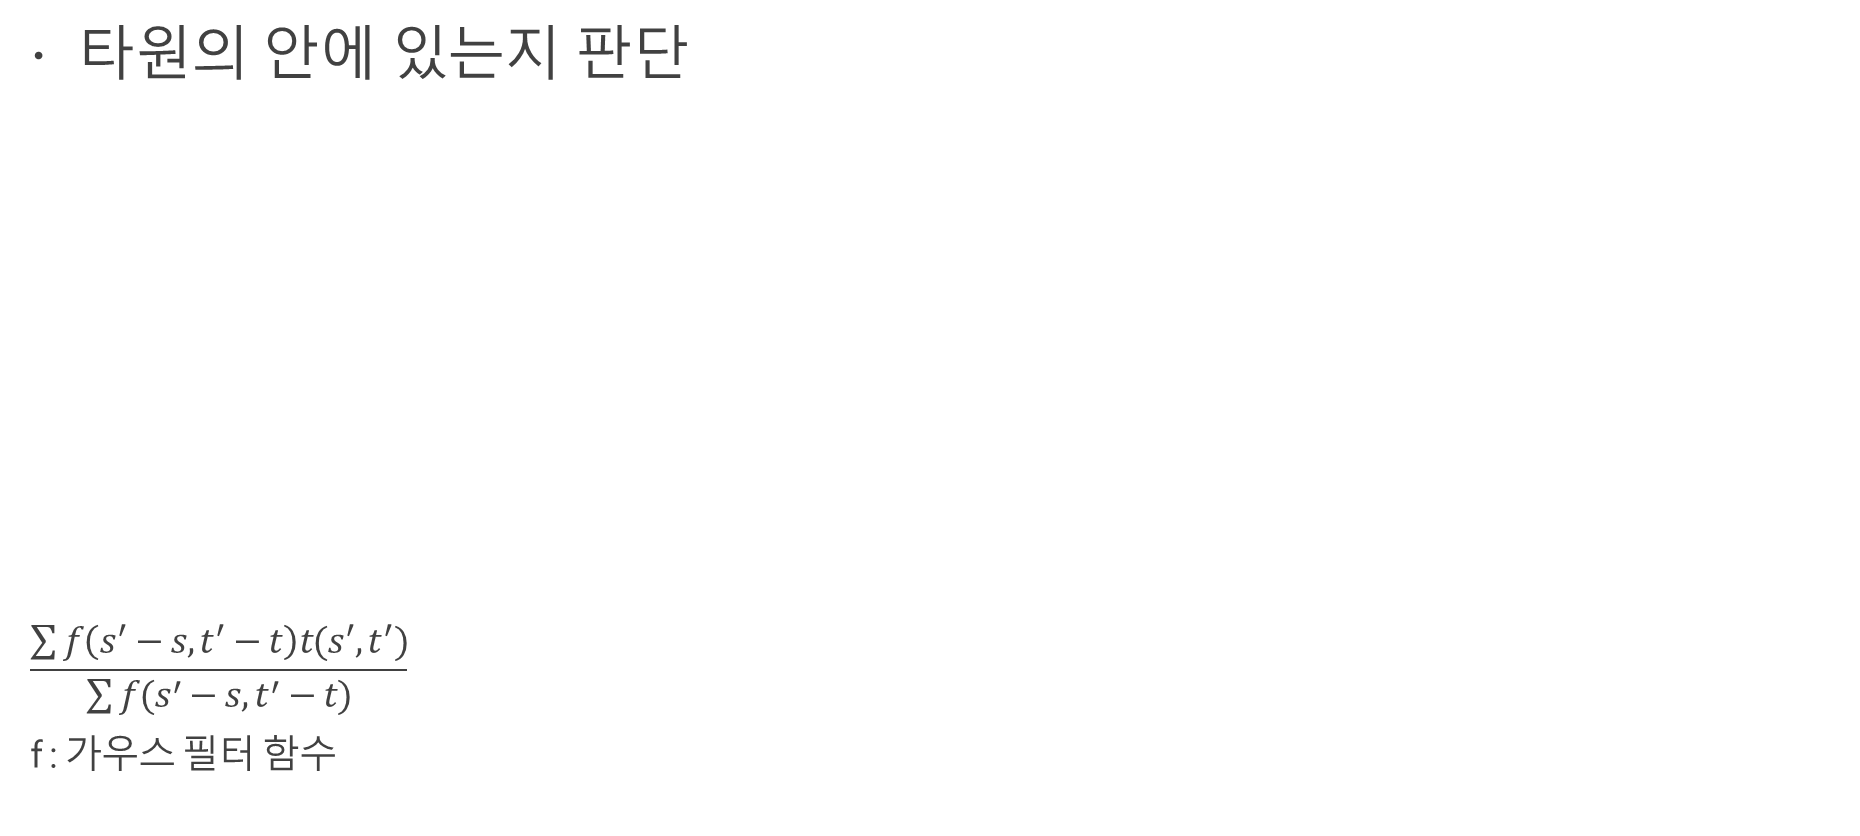 • 타원의 안에 있는지 판단
∑ f(s′ − s, t′ − t)t(s′, t′)
∑ f(s′ − s, t′ − t)
f : 가우스 필터 함수